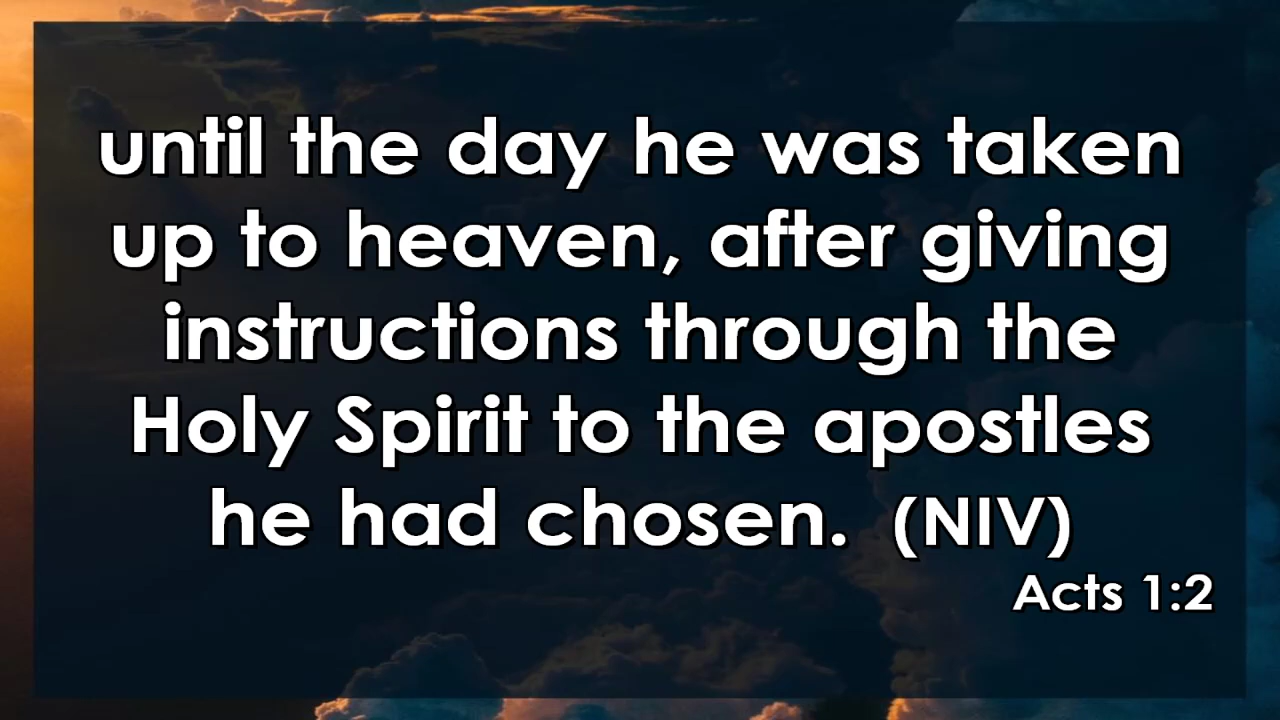 until the day he was taken
up to heaven, after giving
instructions through the
Holy Spirit to the apostles
he had chosen. (NIV)
Acts 1:2